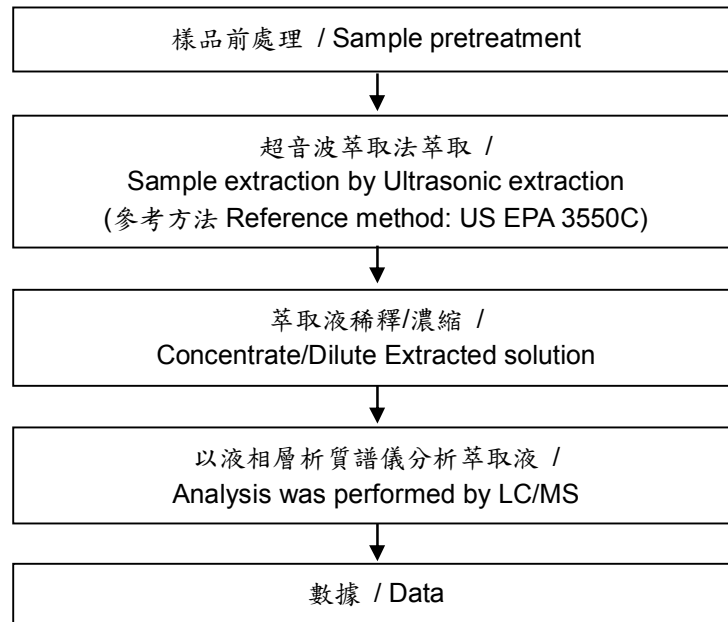 樣品前處理 / Sample pretreatment
超音波萃取法萃取 /
Sample extraction by Ultrasonic extraction
(參考方法 Reference method: US EPA 3550C)
萃取液稀釋/濃縮 /
Concentrate/Dilute Extracted solution
以液相層析質譜儀分析萃取液 /
Analysis was performed by LC/MS
數據 / Data